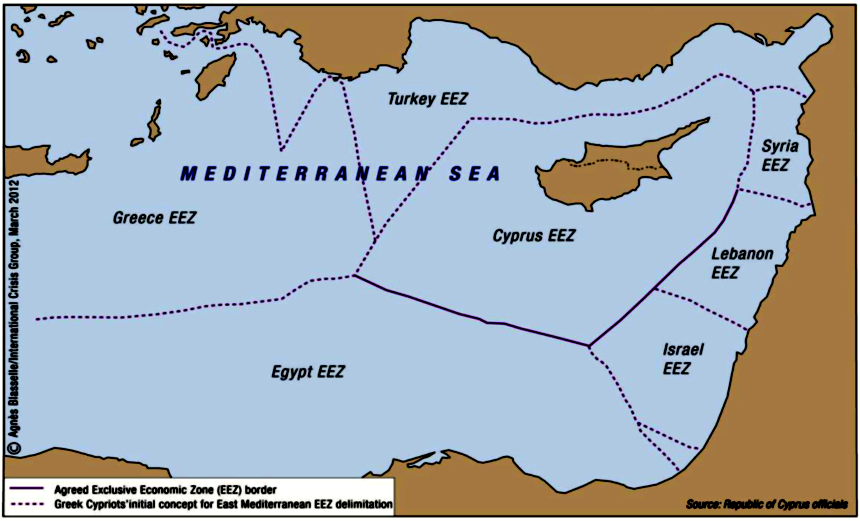 Turkey EEZ
Syria
EEZ
MEDITERRANEAN SEA
Greece EEZ
Cyprus EEZ
Lebanon
EEZ
Israel
EEZ
Egypt EEZ
© Agnès Blasselle/International Crisis Group, March 2012
Agreed Exclusive Economic Zone (EEZ) border
Greek Cypriots'initial concept for East Mediterranean EEZ delimitation
Source: Republic of Cyprus officials